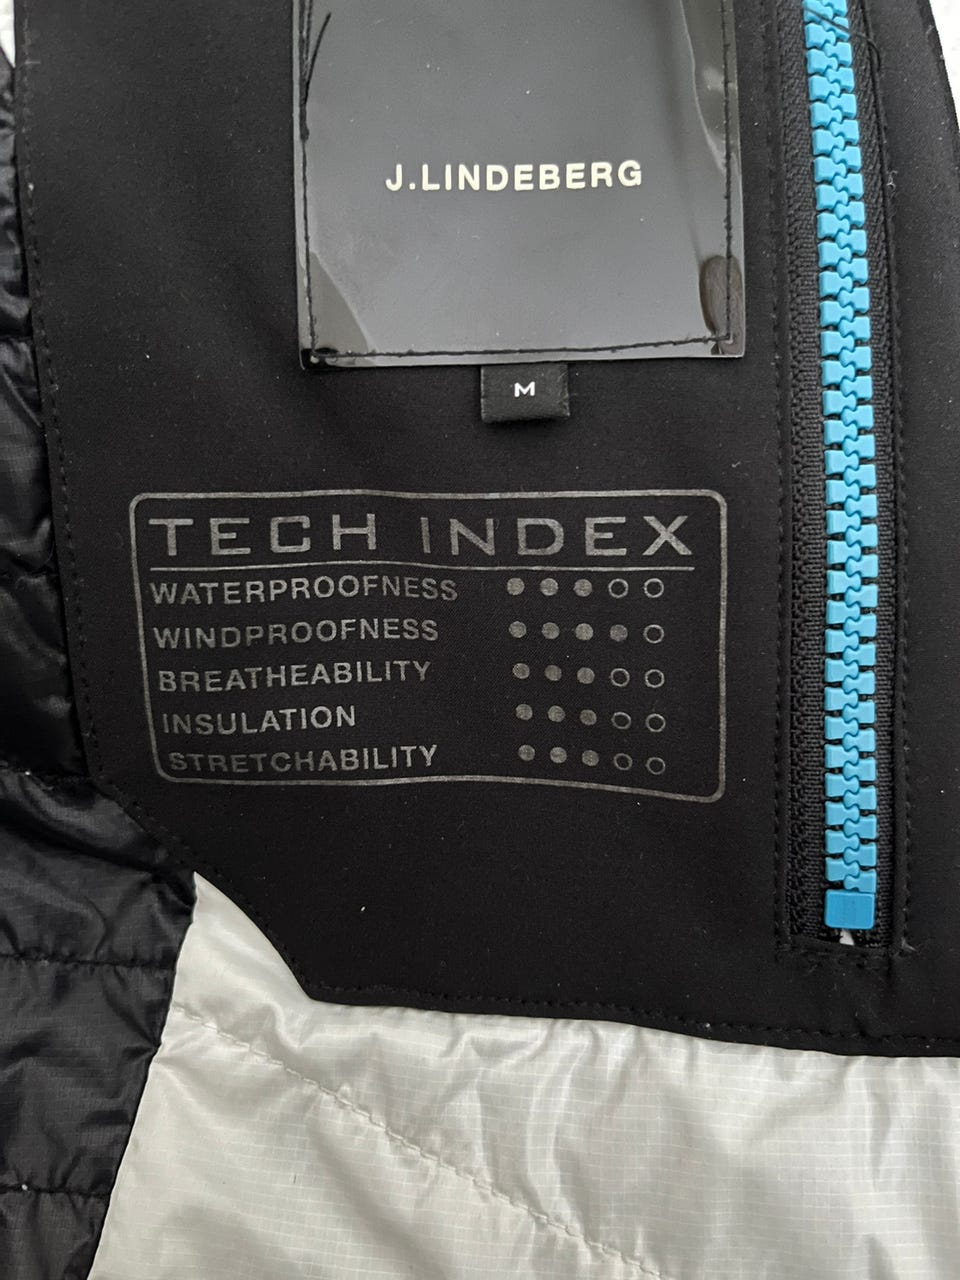 J.LINDEBERG
M
TECH INDEX
WATERPROOFNESS
WINDPROOFNESS
BREATHEABILITY
INSULATION
STRETCHABILITY